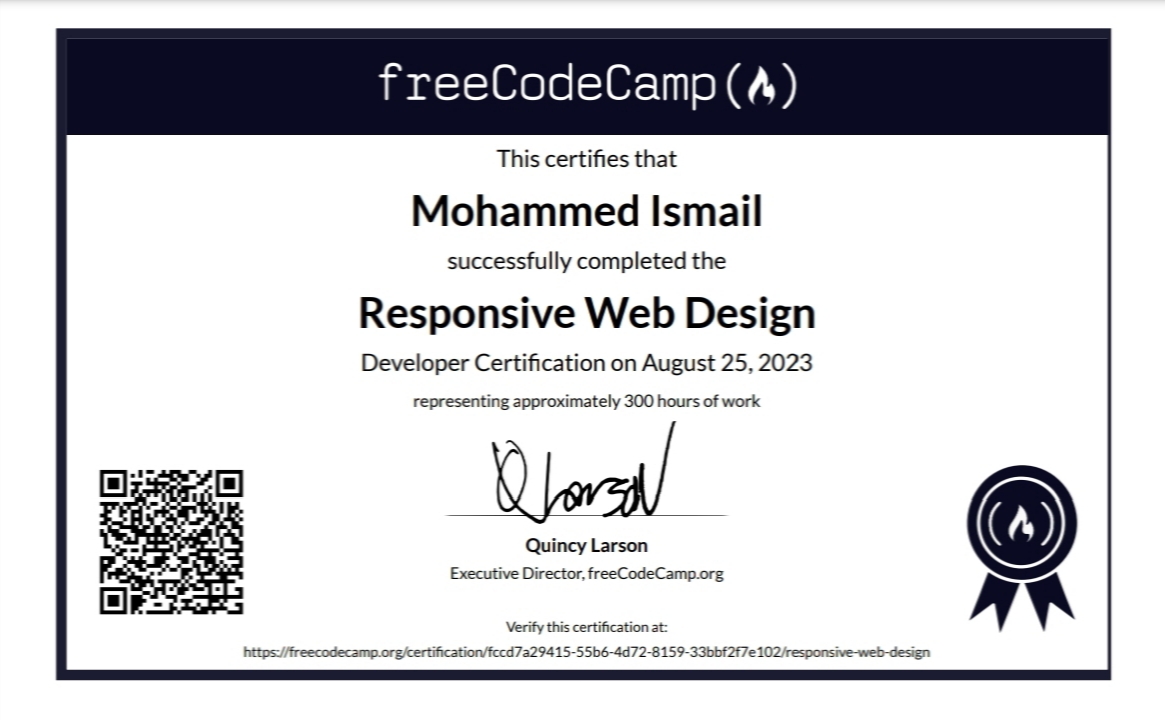 freeCodeCamp
This certifies that
Mohammed Ismail
successfully completed the
Responsive Web Design
Developer Certification on August 25, 2023
representing approximately 300 hours of work
Q Larson
Quincy Larson
Executive Director, freeCodeCamp.org
Verify this certification at:
https://freecodecamp.org/certification/fccd7a29415-55b6-4d72-8159-33bbf2f7e102/responsive-web-design